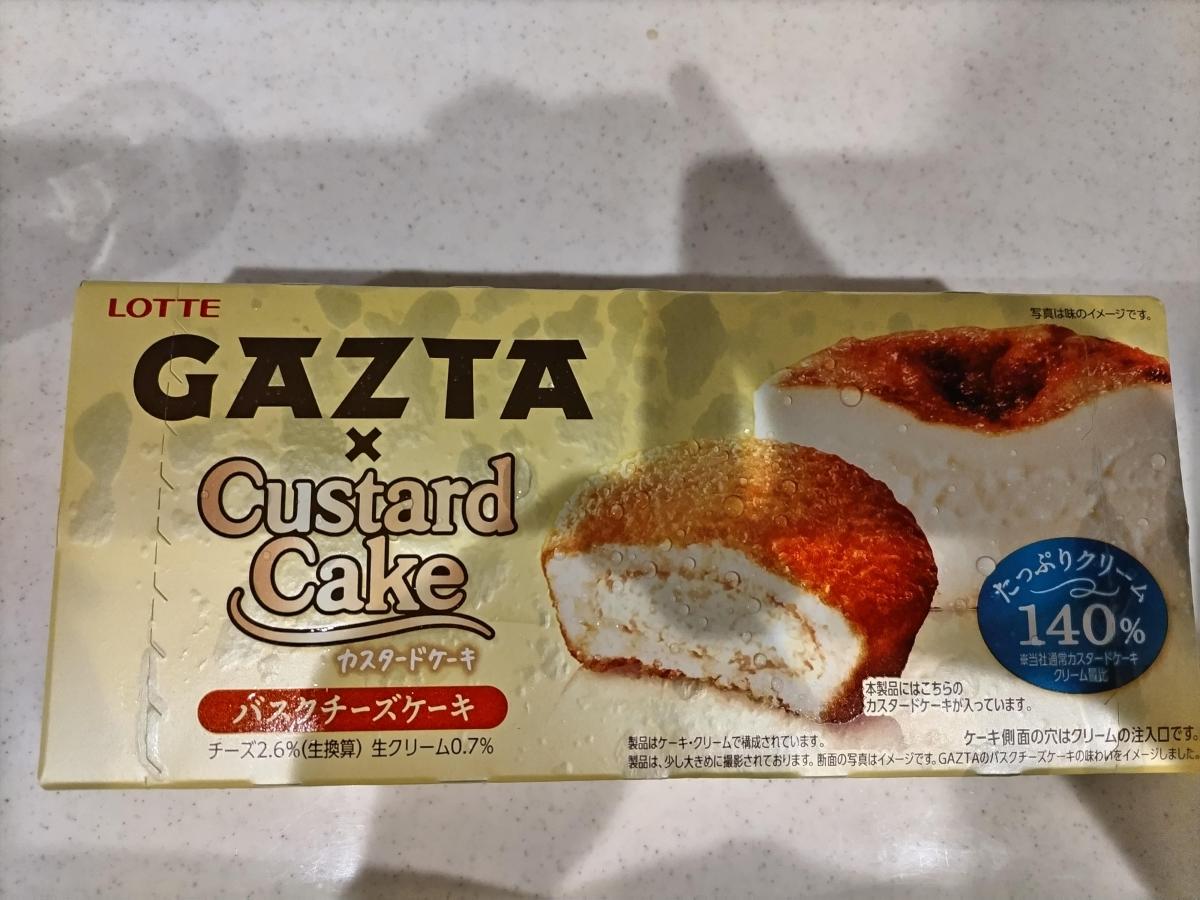 LOTTE
写真は味のイメージです。
GAZTA
×
Custard
Cake
カスタードケーキ
バスクチーズケーキ
チーズ2.6%(生換算) 生クリーム0.7%
たっぷりクリーム
140%
※当社通常カスタードケーキ
クリーム量比
本製品にはこちらの
カスタードケーキが入っています。
製品はケーキ・クリームで構成されています。
ケーキ側面の穴はクリームの注入口です。
製品は、少し大きめに撮影されております。断面の写真はイメージです。GAZTAのバスクチーズケーキの味わいをイメージしました。